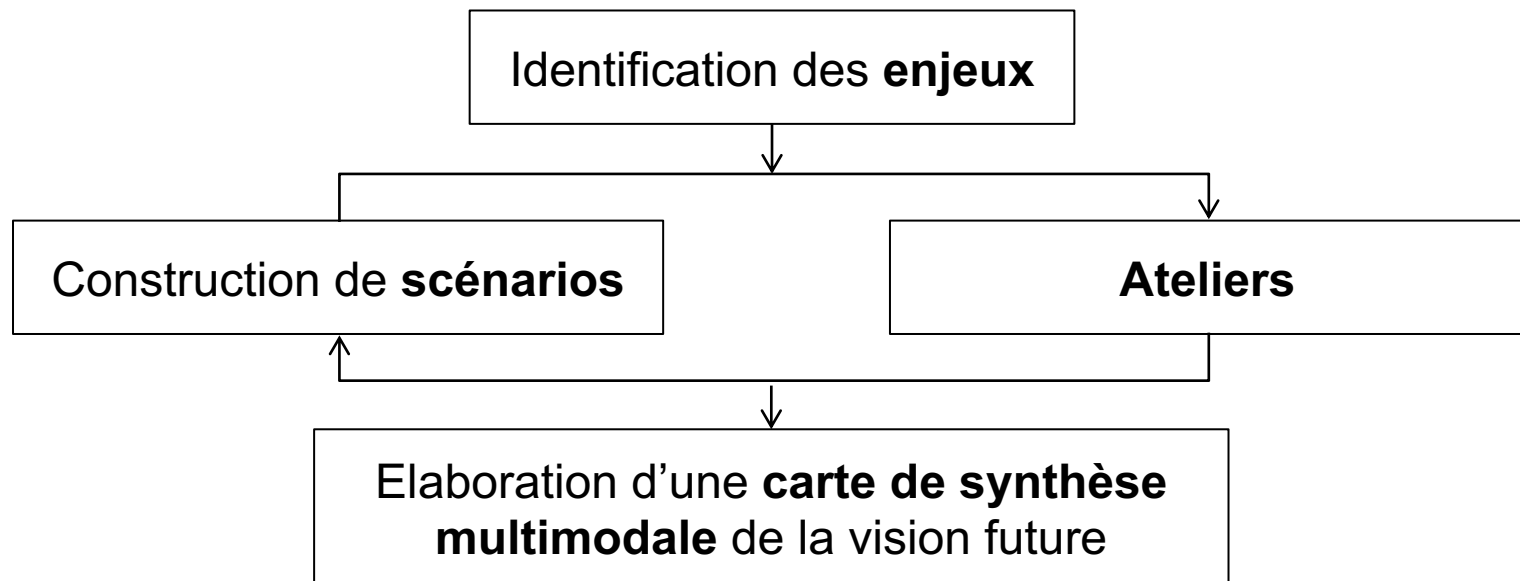 Identification des enjeux
Construction de scénarios
Ateliers
Elaboration d’une carte de synthèse
multimodale de la vision future